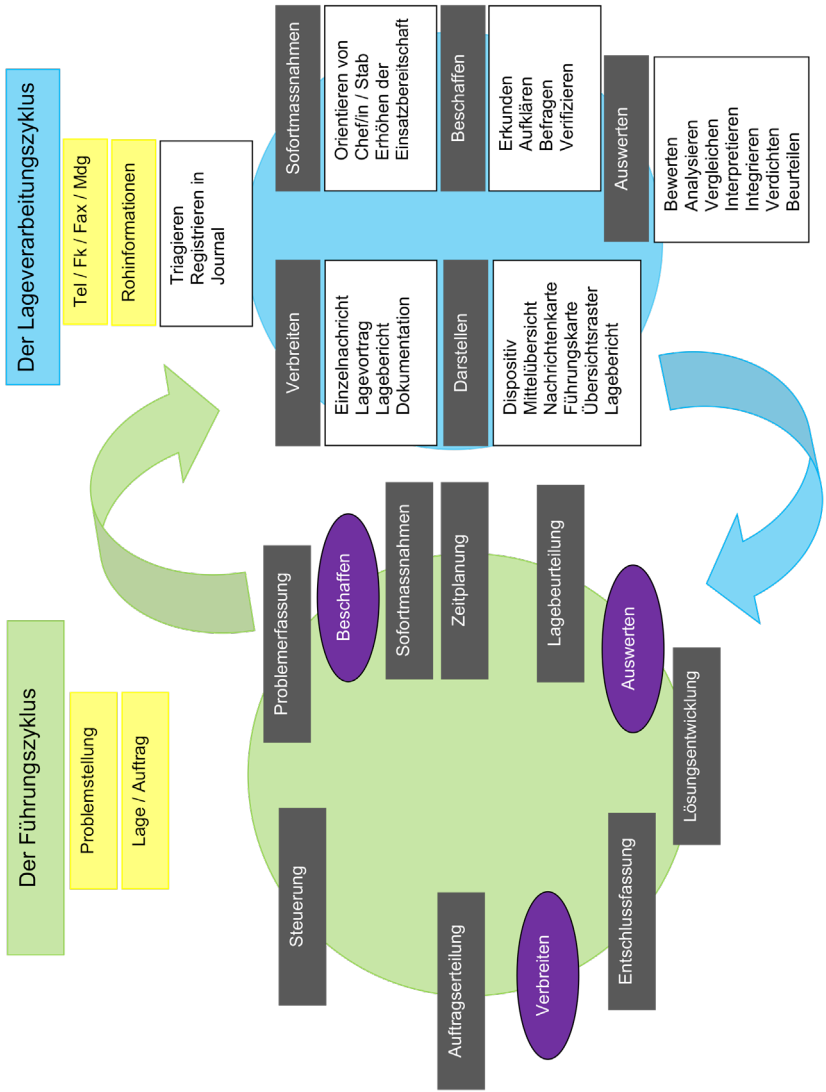 Der Führungszyklus
Problemstellung
Lage / Auftrag
Problemerfassung
Beschaffen
Sofortmassnahmen
Zeitplanung
Lagebeurteilung
Auswerten
Lösungsentwicklung
Entschlussfassung
Verbreiten
Auftragserteilung
Steuerung
Der Lageverarbeitungszyklus
Tel / Fk / Fax / Mdg
Rohinformationen
Triagieren
Registrieren in
Journal
Sofortmassnahmen
Orientieren von
Chef/in / Stab
Erhöhen der
Einsatzbereitschaft
Beschaffen
Erkunden
Aufklären
Befragen
Verifizieren
Auswerten
Bewerten
Analysieren
Vergleichen
Interpretieren
Integrieren
Verdichten
Beurteilen
Darstellen
Dispositiv
Mittelübersicht
Nachrichtenkarte
Führungskarte
Übersichtsraster
Lagebericht
Verbreiten
Einzelnachricht
Lagevortrag
Lagebericht
Dokumentation